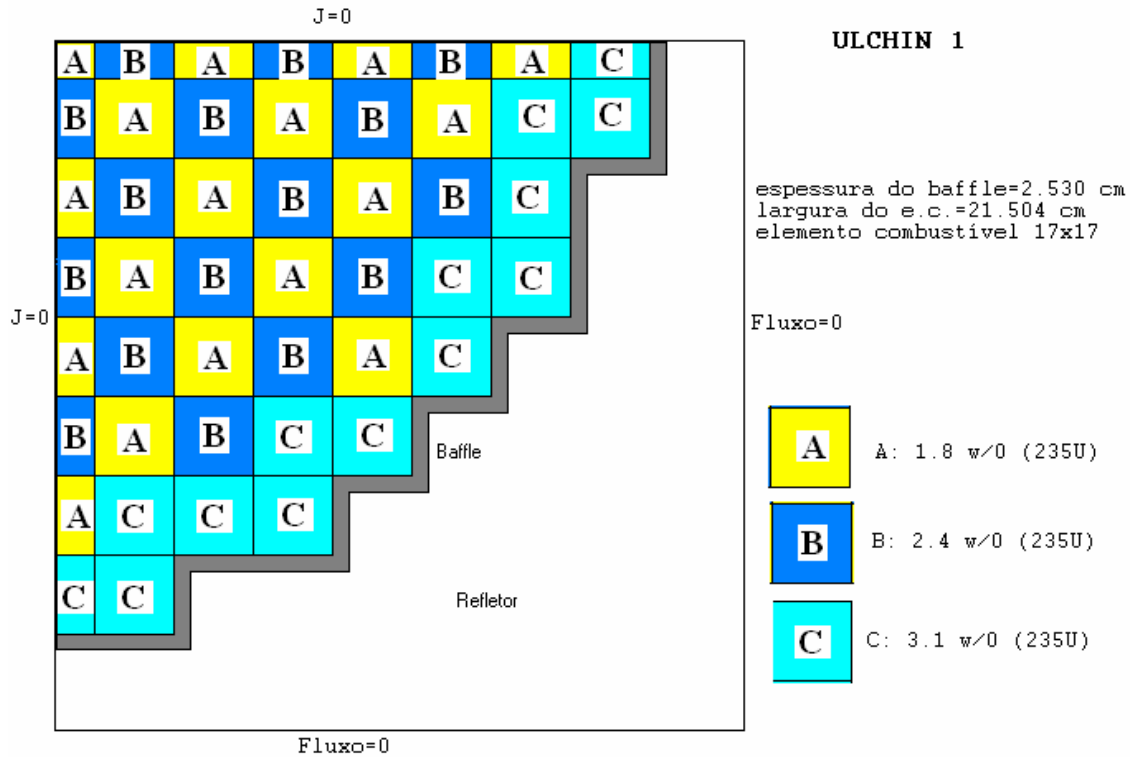 J=0
ULCHIN 1
A B A B A B A C
B A B A B A C C
A B A B A B C
B A B A B C C
A B A B A C
B A B C C
A C C C
C C
espessura do baffle=2.530 cm
largura do e.c.=21.504 cm
elemento combustível 17x17
J=0
Fluxo=0
Baffle
Refletor
A A: 1.8 w/0 (235U)
B B: 2.4 w/0 (235U)
C C: 3.1 w/0 (235U)
Fluxo=0